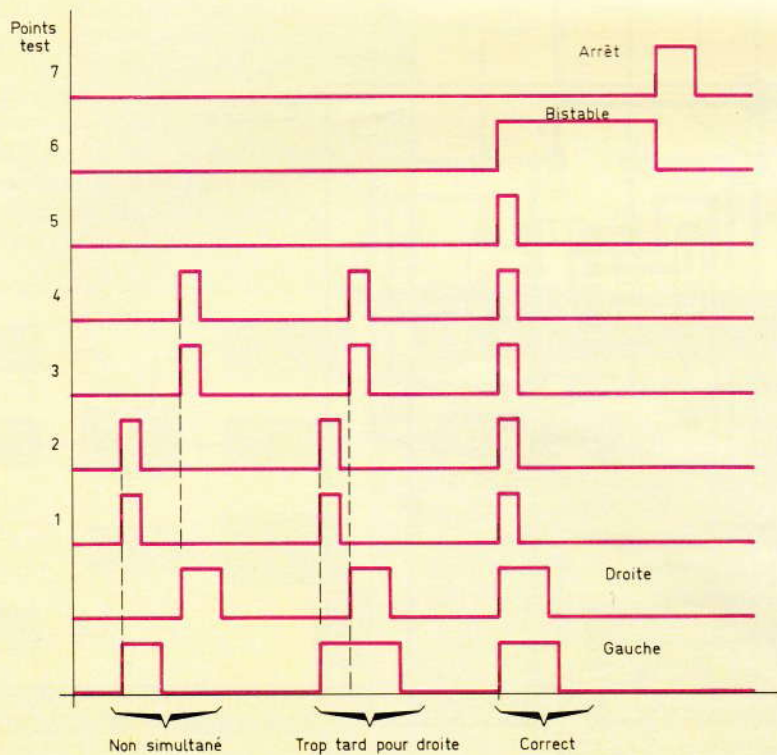 Points
test
7
Arrêt
6
Bistable
5
4
3
2
1
Droite
Gauche
Non simultané
Trop tard pour droite
Correct